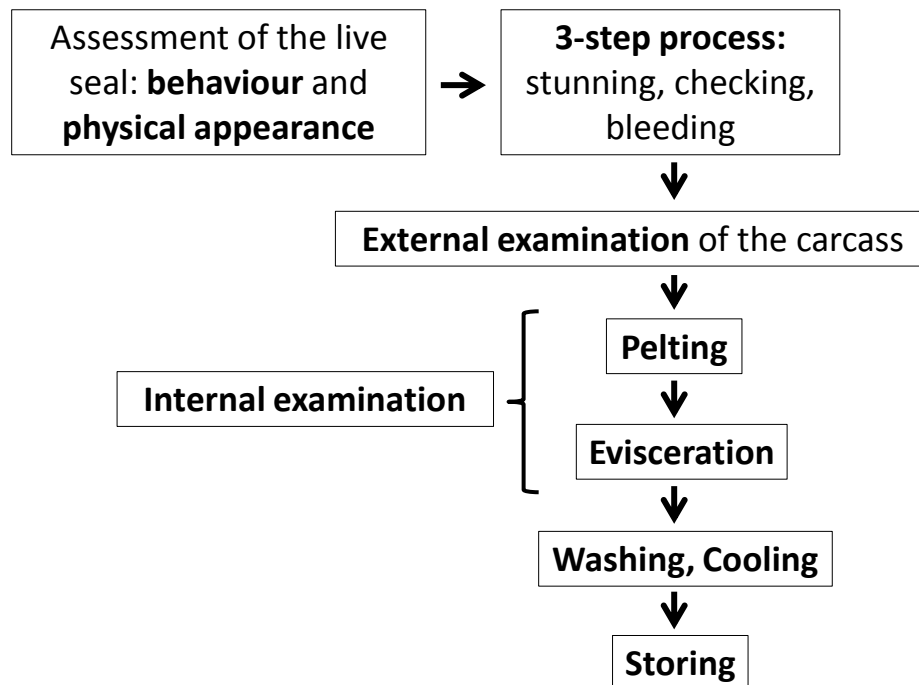 Assessment of the live
seal: behaviour and
physical appearance
3-step process:
stunning, checking,
bleeding
External examination of the carcass
Pelting
Internal examination
Evisceration
Washing, Cooling
Storing